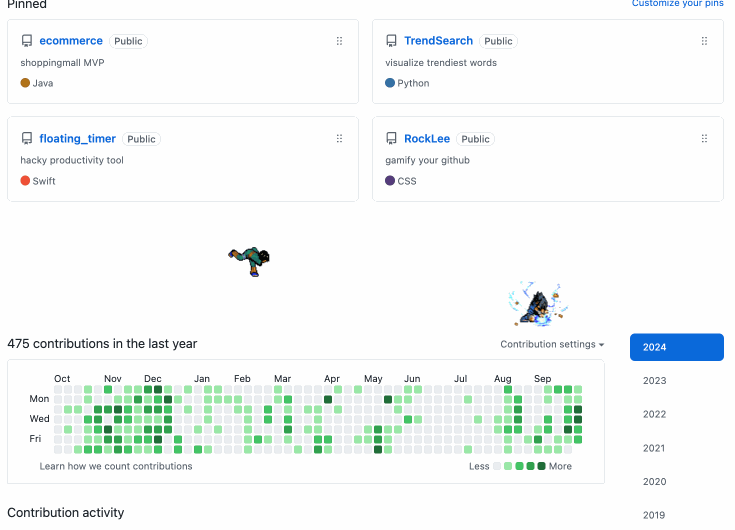 Pinned
Customize your pins
ecommerce Public
shoppingmall MVP
Java
TrendSearch Public
visualize trendiest words
Python
floating_timer Public
hacky productivity tool
Swift
RockLee Public
gamify your github
CSS
475 contributions in the last year
Contribution settings
2024
2023
2022
2021
2020
2019
Oct Nov Dec Jan Feb Mar Apr May Jun Jul Aug Sep
Mon
Wed
Fri
Learn how we count contributions
Less More
Contribution activity